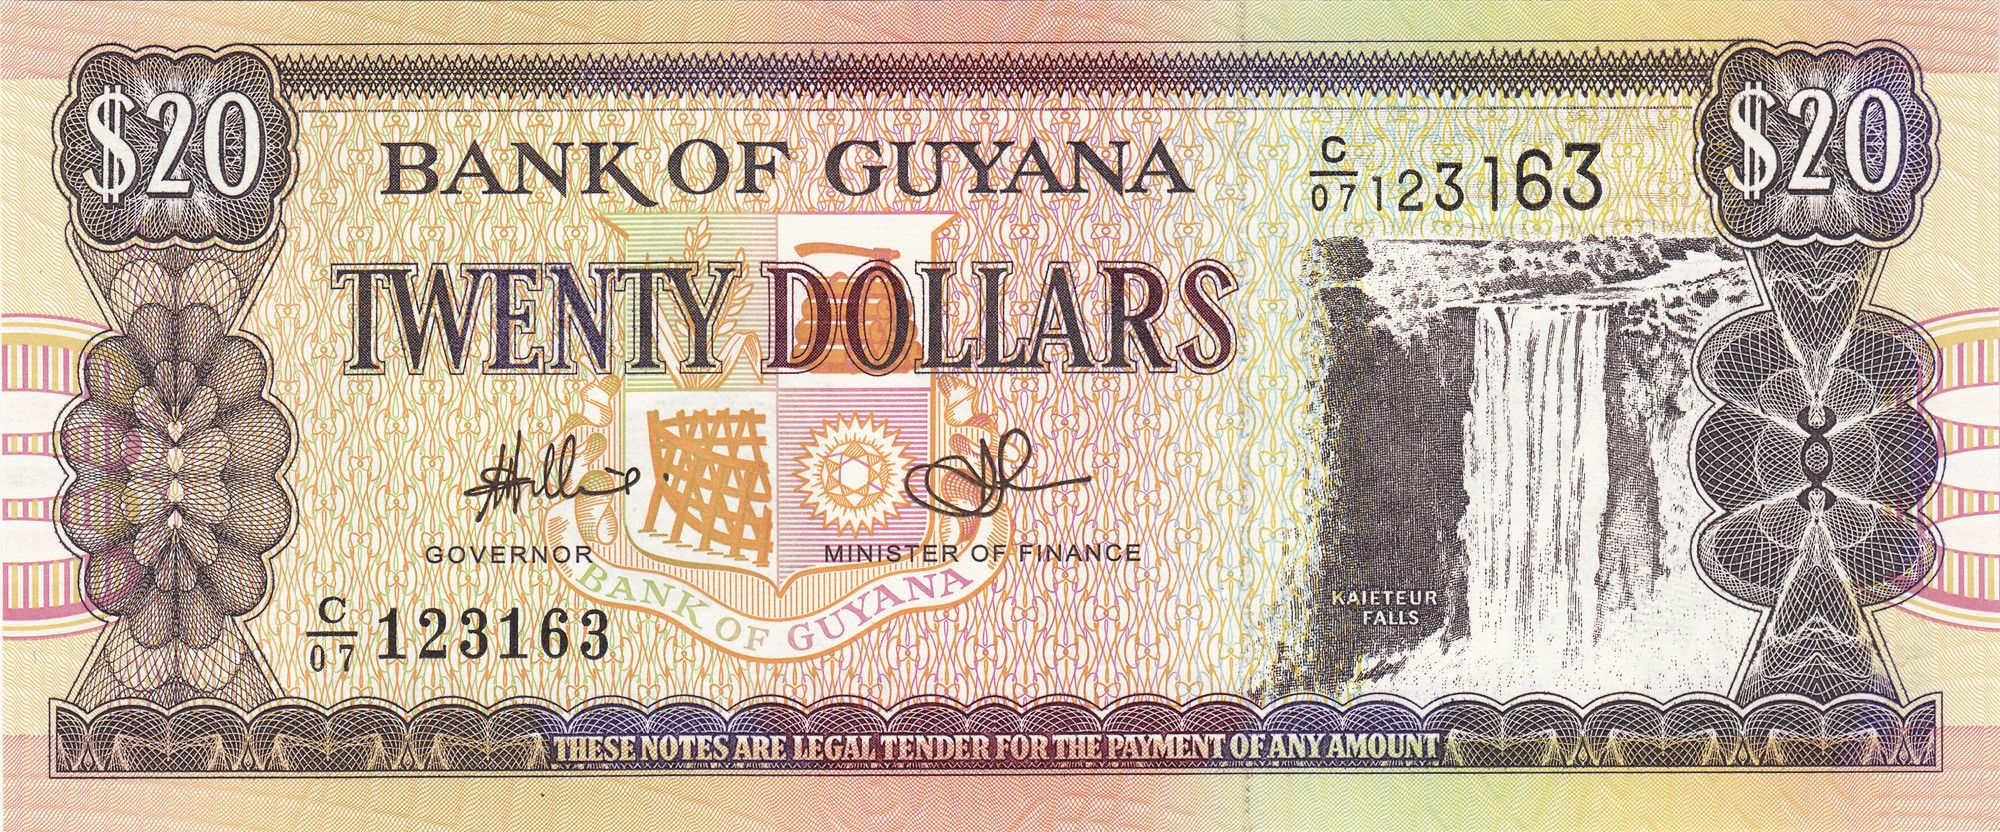 $20
$20
BANK OF GUYANA
C/07 123163
TWENTY DOLLARS
GOVERNOR
MINISTER OF FINANCE
BANK OF GUYANA
KAIETEUR
FALLS
C/07 123163
THESE NOTES ARE LEGAL TENDER FOR THE PAYMENT OF ANY AMOUNT